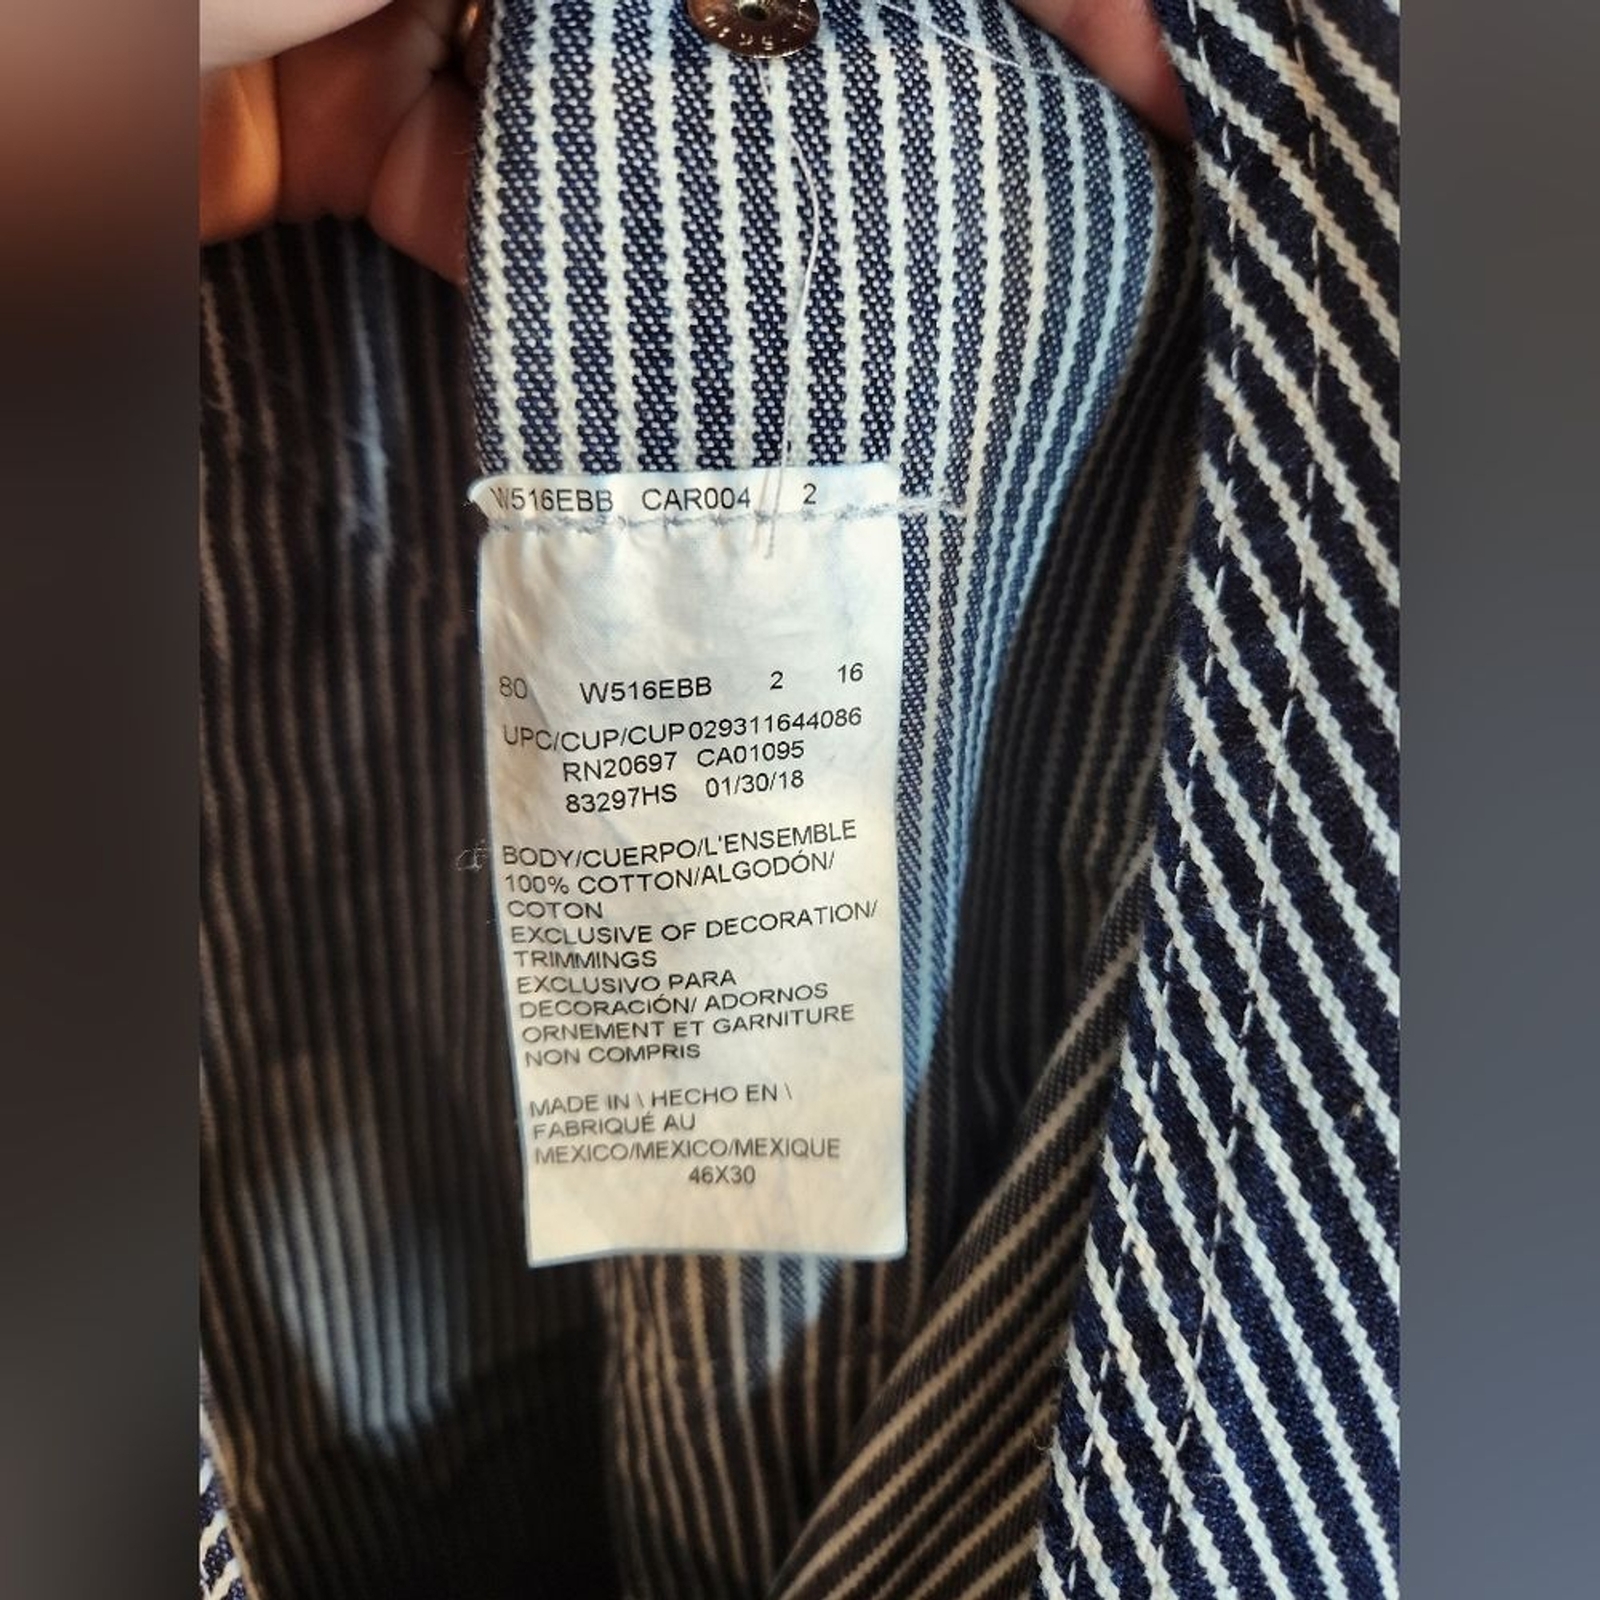 W516EBB CAR004 2
80 W516EBB 2 16
UPC/CUP/CUP 029311644086
RN20697 CA01095
83297HS 01/30/18
BODY/CUERPO/L'ENSEMBLE
100% COTTON/ALGODÓN/
COTON
EXCLUSIVE OF DECORATION/
TRIMMINGS
EXCLUSIVO PARA
DECORACIÓN/ ADORNOS
ORNEMENT ET GARNITURE
NON COMPRIS
MADE IN \ HECHO EN \
FABRIQUÉ AU
MEXICO/MEXICO/MEXIQUE
46X30